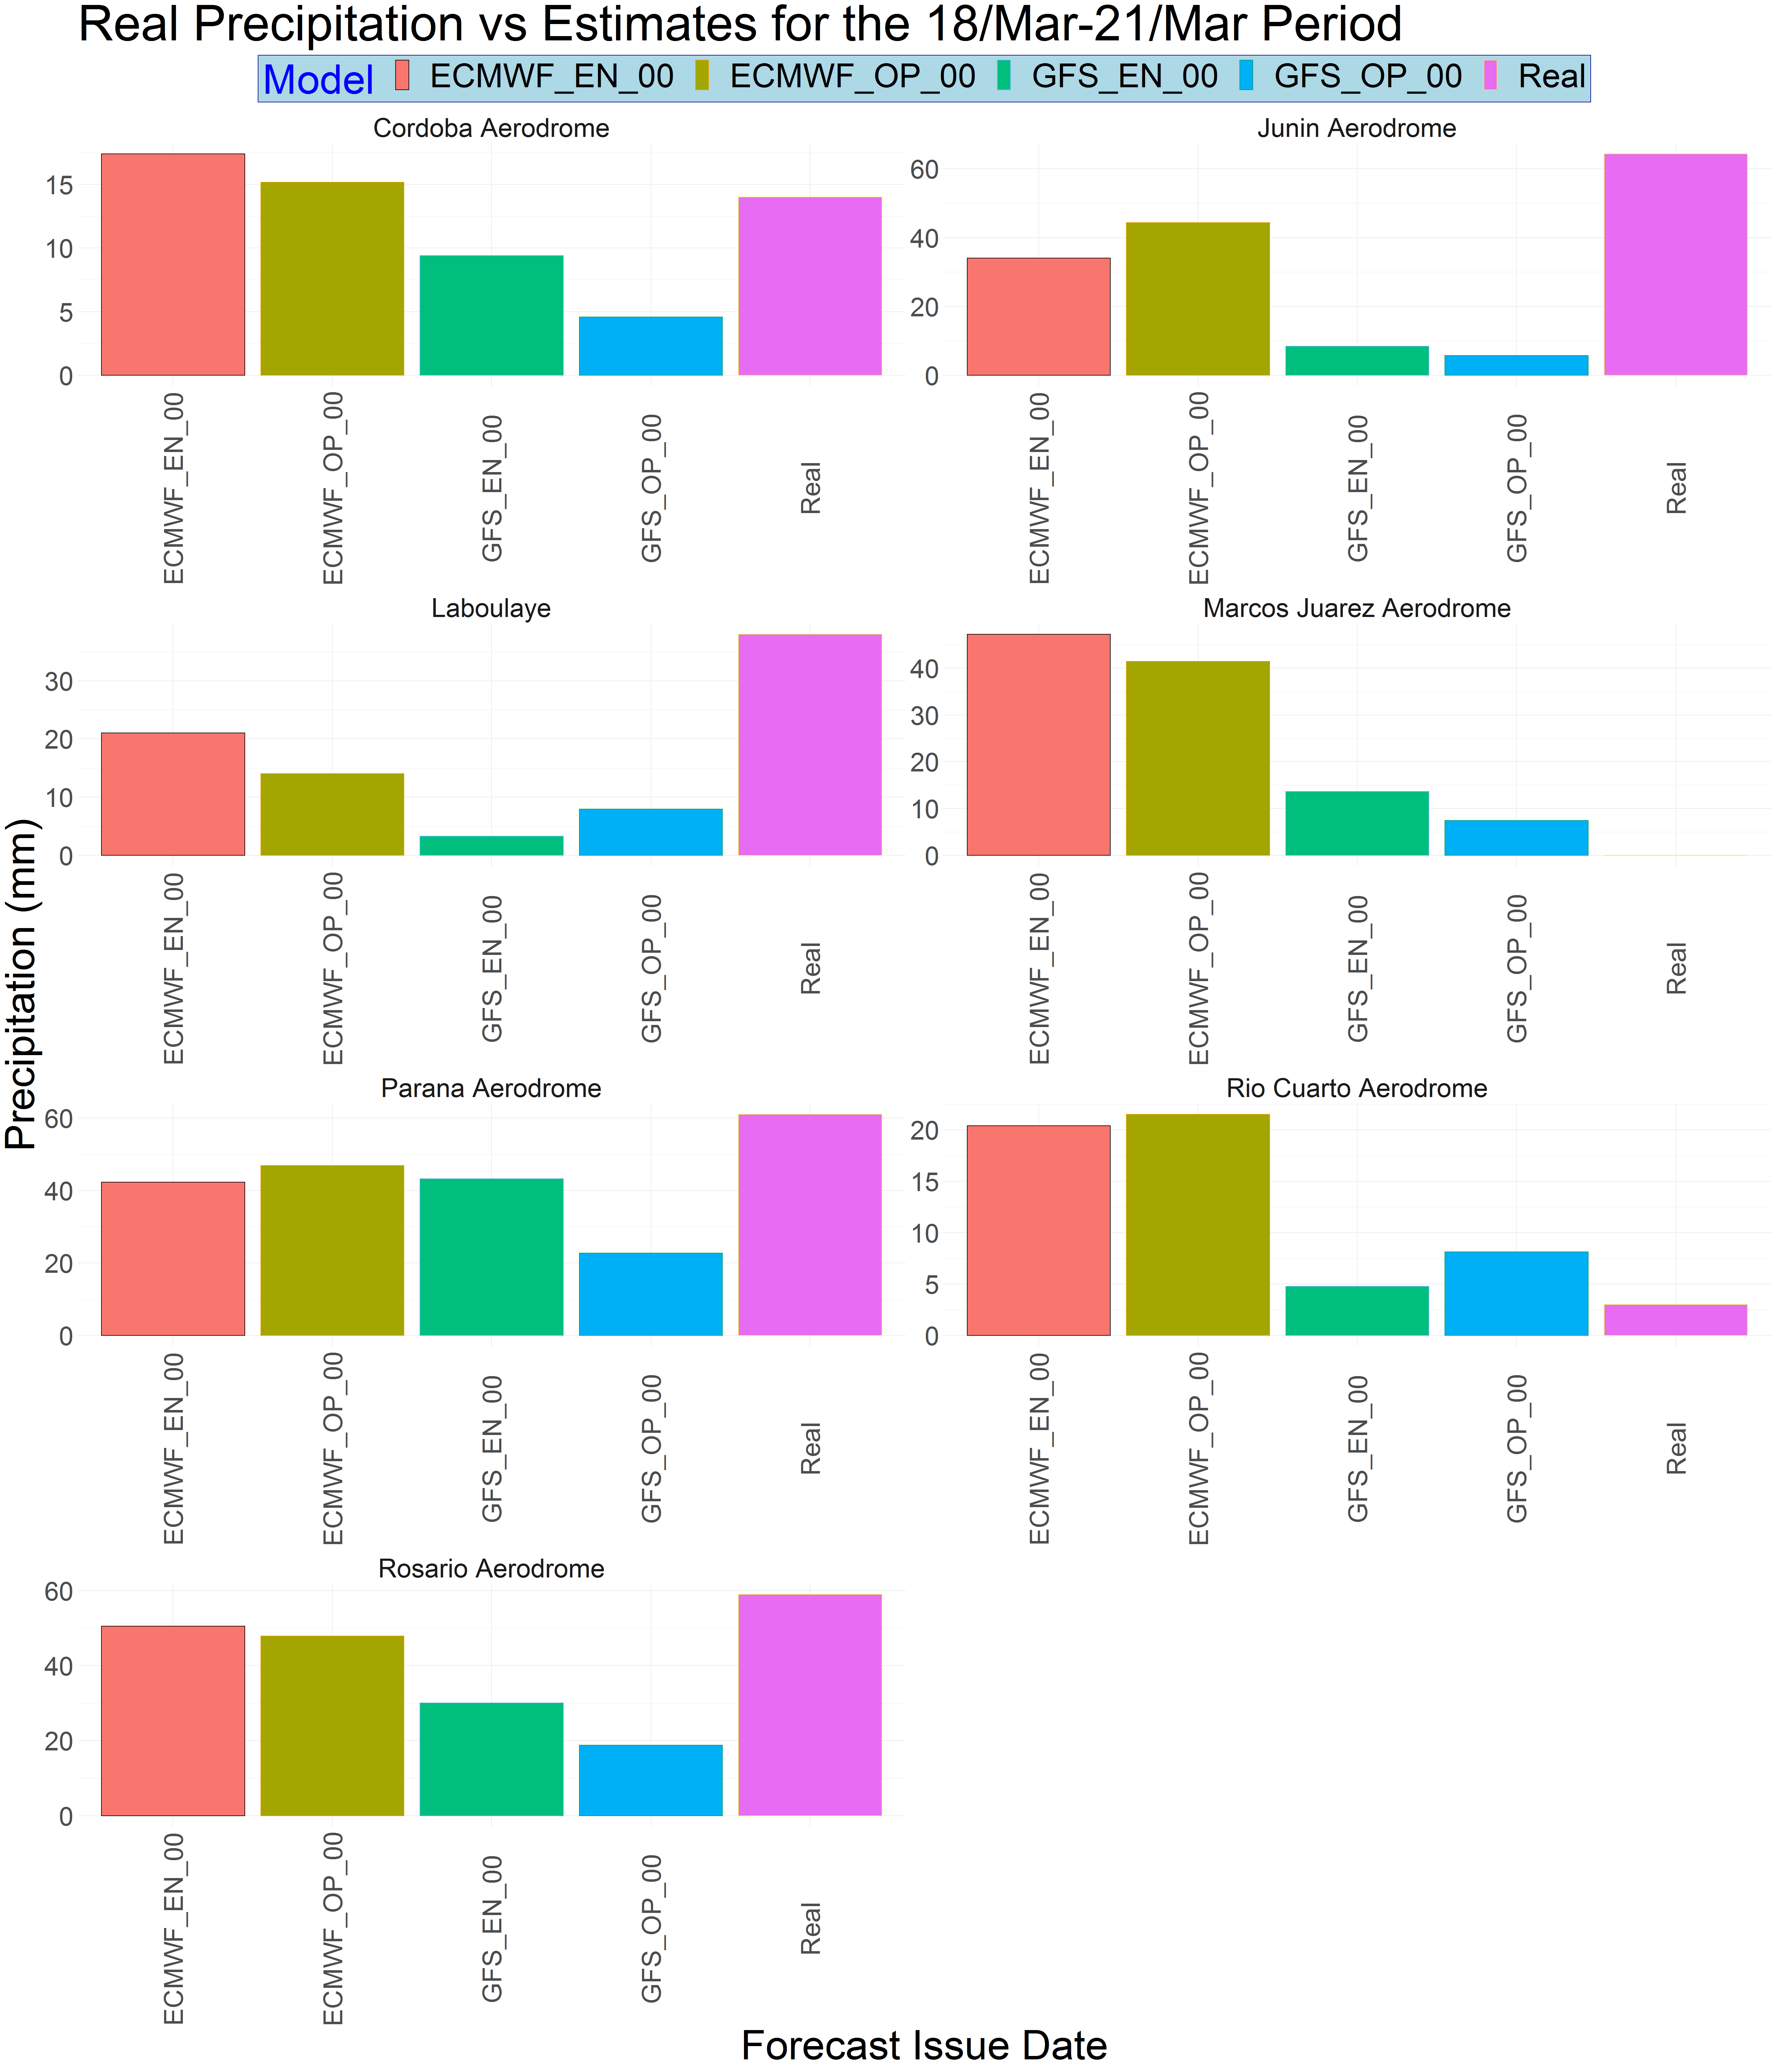 Real Precipitation vs Estimates for the 18/Mar-21/Mar Period
Model ECMWF_EN_00 ECMWF_OP_00 GFS_EN_00 GFS_OP_00 Real
Precipitation (mm)
Cordoba Aerodrome
15
10
5
0
ECMWF_EN_00
ECMWF_OP_00
GFS_EN_00
GFS_OP_00
Real
Junin Aerodrome
60
40
20
0
ECMWF_EN_00
ECMWF_OP_00
GFS_EN_00
GFS_OP_00
Real
Laboulaye
30
20
10
0
ECMWF_EN_00
ECMWF_OP_00
GFS_EN_00
GFS_OP_00
Real
Marcos Juarez Aerodrome
40
30
20
10
0
ECMWF_EN_00
ECMWF_OP_00
GFS_EN_00
GFS_OP_00
Real
Parana Aerodrome
60
40
20
0
ECMWF_EN_00
ECMWF_OP_00
GFS_EN_00
GFS_OP_00
Real
Rio Cuarto Aerodrome
20
15
10
5
0
ECMWF_EN_00
ECMWF_OP_00
GFS_EN_00
GFS_OP_00
Real
Rosario Aerodrome
60
40
20
0
ECMWF_EN_00
ECMWF_OP_00
GFS_EN_00
GFS_OP_00
Real
Forecast Issue Date